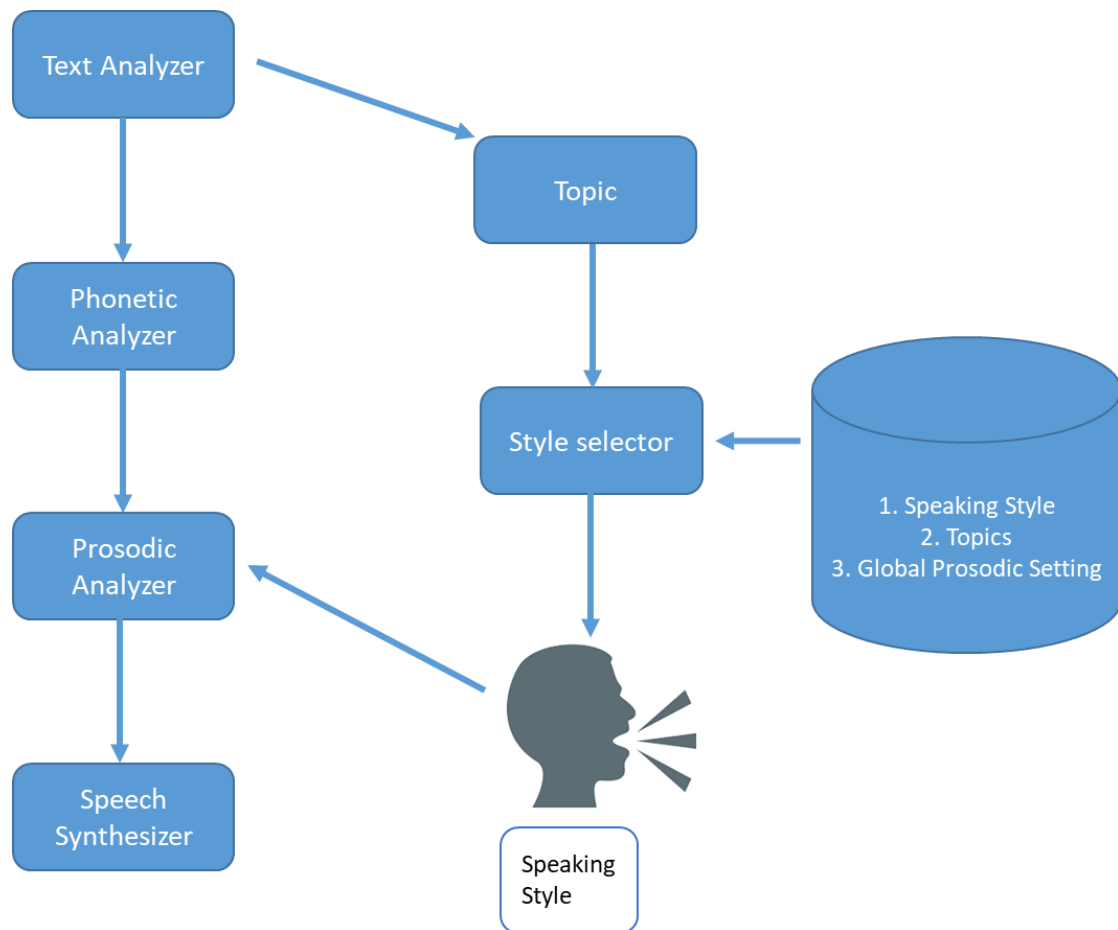 Text Analyzer
Topic
Phonetic
Analyzer
Style selector
1. Speaking Style
2. Topics
3. Global Prosodic Setting
Prosodic
Analyzer
Speech
Synthesizer
Speaking
Style